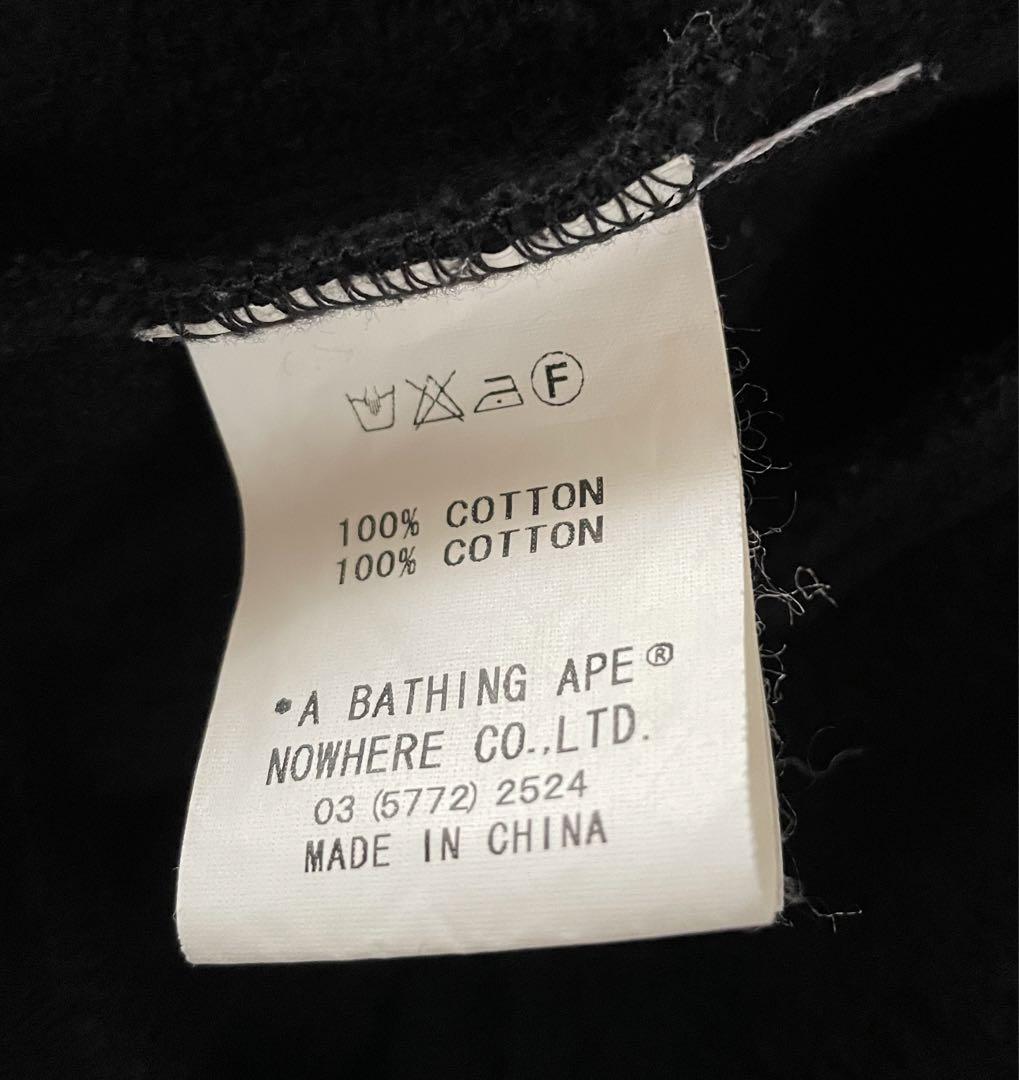 F
100% COTTON
100% COTTON
*A BATHING APE®
NOWHERE CO.,LTD.
03 (5772) 2524
MADE IN CHINA